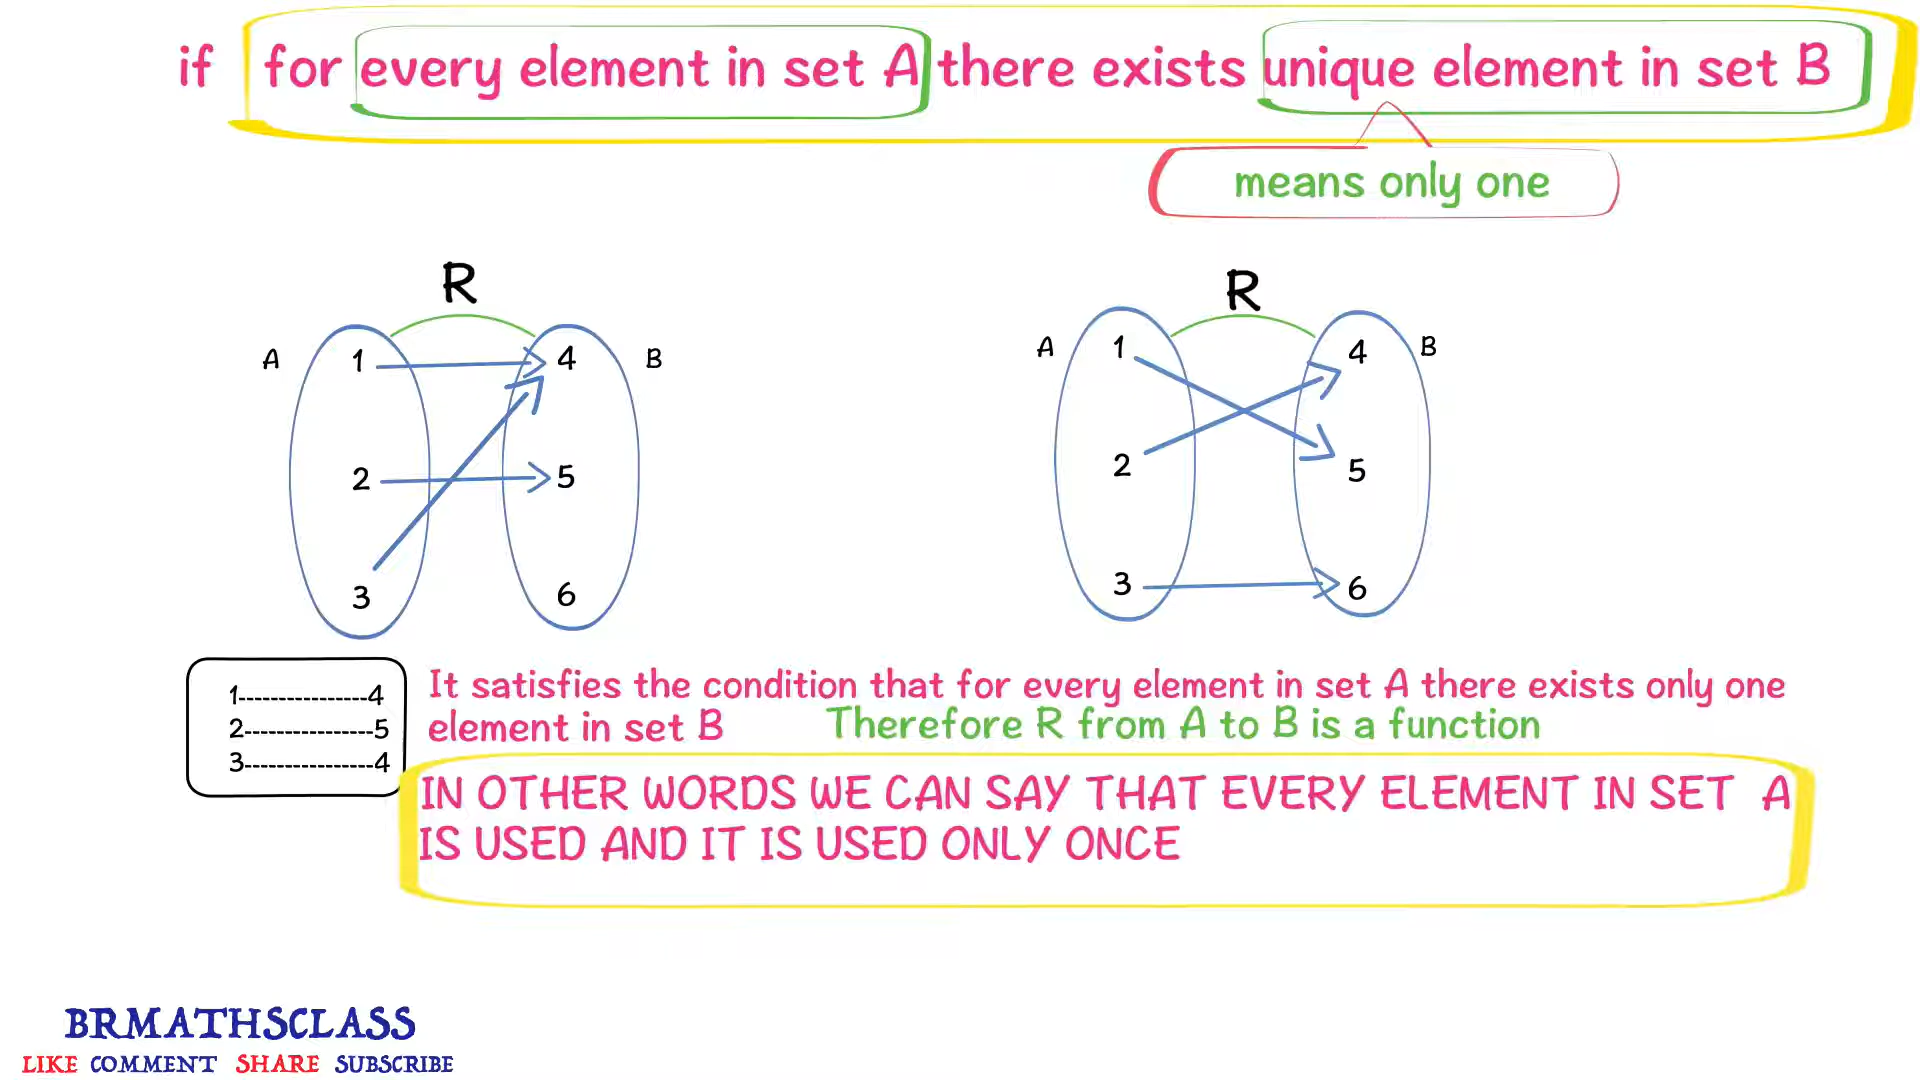 if for every element in set A there exists unique element in set B
means only one
R
R
A 1 4 B
2 5
3 6
A 1 4 B
2 5
3 6
1----------------4
2----------------5
3----------------4
It satisfies the condition that for every element in set A there exists only one
element in set B Therefore R from A to B is a function
IN OTHER WORDS WE CAN SAY THAT EVERY ELEMENT IN SET A
IS USED AND IT IS USED ONLY ONCE
BRMATHSCLASS
LIKE COMMENT SHARE SUBSCRIBE